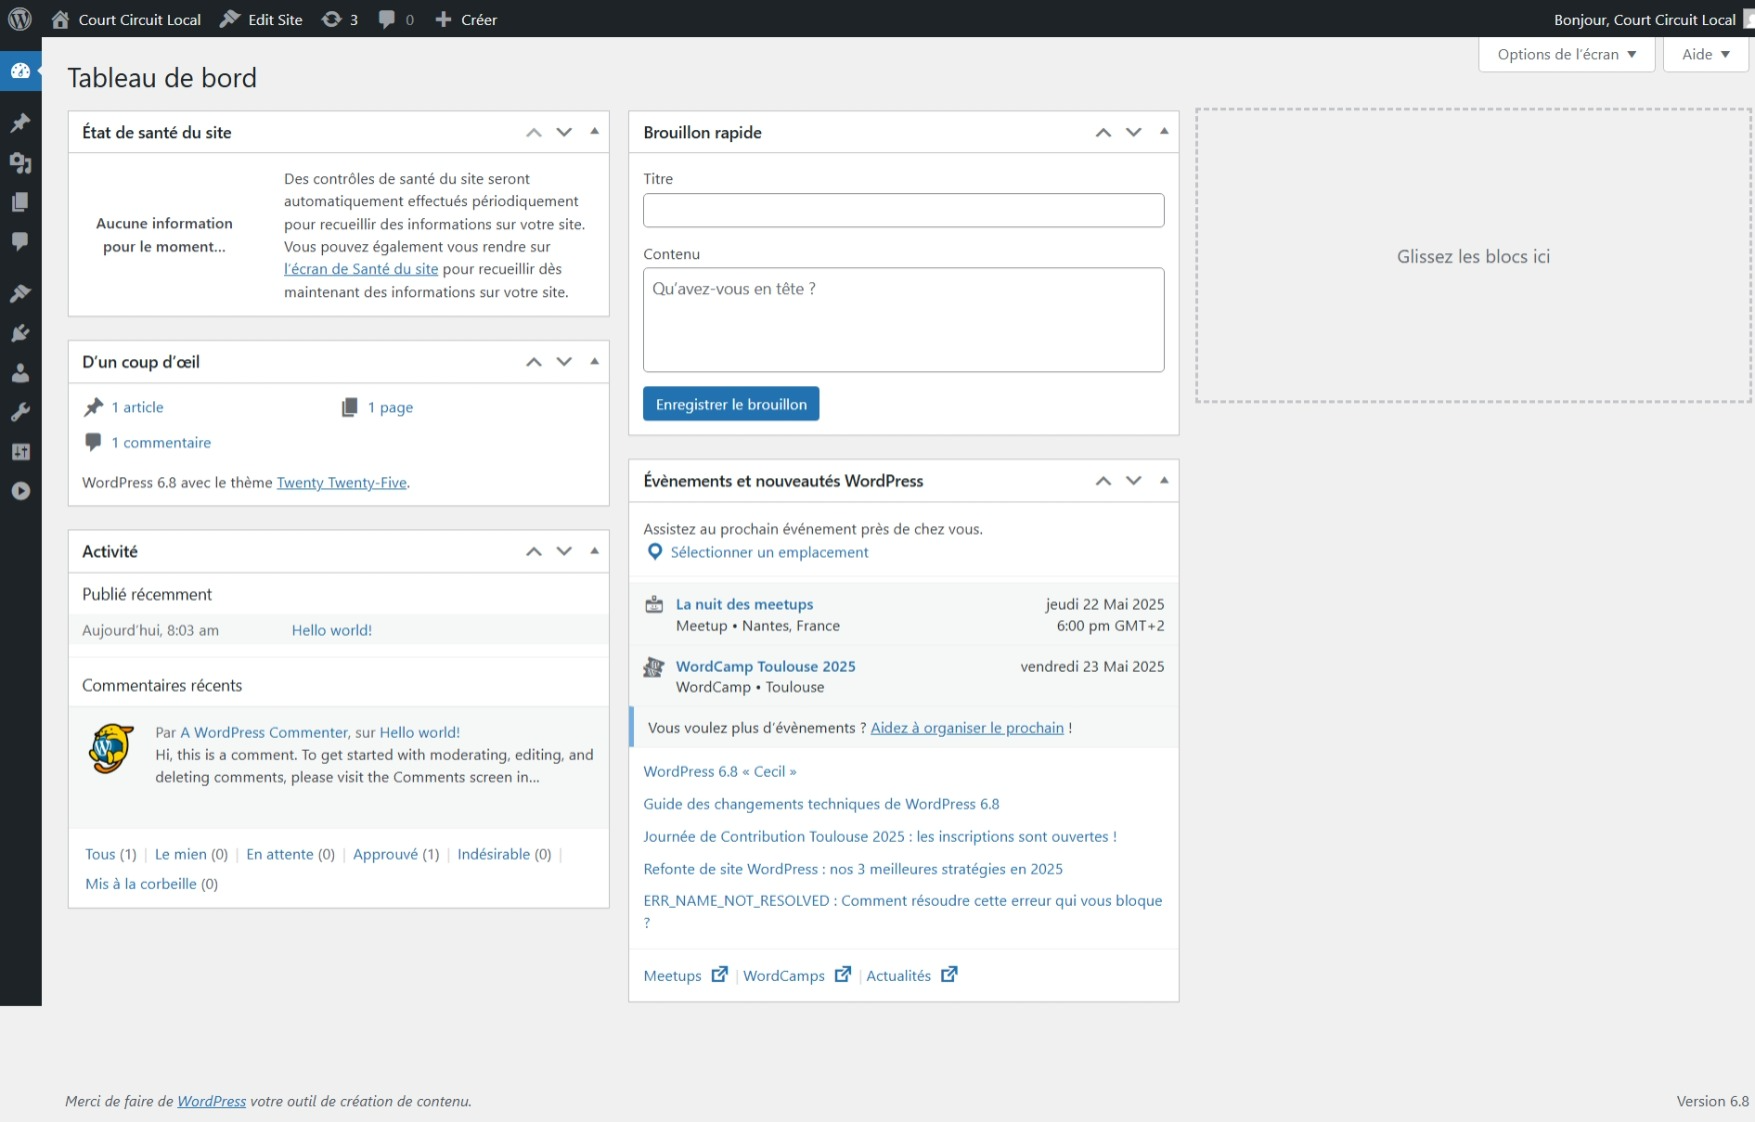 Court Circuit Local
Edit Site
3
0
Créer
Bonjour, Court Circuit Local
Options de l'écran
Aide
Tableau de bord
État de santé du site
Aucune information
pour le moment…
Des contrôles de santé du site seront
automatiquement effectués périodiquement
pour recueillir des informations sur votre site.
Vous pouvez également vous rendre sur
l'écran de Santé du site pour recueillir dès
maintenant des informations sur votre site.
D'un coup d'œil
1 article
1 page
1 commentaire
WordPress 6.8 avec le thème Twenty Twenty-Five.
Activité
Publié récemment
Aujourd'hui, 8:03 am
Hello world!
Commentaires récents
Par A WordPress Commenter, sur Hello world!
Hi, this is a comment. To get started with moderating, editing, and
deleting comments, please visit the Comments screen in…
Tous (1) | Le mien (0) | En attente (0) | Approuvé (1) | Indésirable (0) |
Mis à la corbeille (0)
Brouillon rapide
Titre
Contenu
Qu'avez-vous en tête ?
Enregistrer le brouillon
Évènements et nouveautés WordPress
Assistez au prochain événement près de chez vous.
Sélectionner un emplacement
La nuit des meetups
jeudi 22 Mai 2025
Meetup • Nantes, France
6:00 pm GMT+2
WordCamp Toulouse 2025
vendredi 23 Mai 2025
WordCamp • Toulouse
Vous voulez plus d'évènements ? Aidez à organiser le prochain !
WordPress 6.8 « Cecil »
Guide des changements techniques de WordPress 6.8
Journée de Contribution Toulouse 2025 : les inscriptions sont ouvertes !
Refonte de site WordPress : nos 3 meilleures stratégies en 2025
ERR_NAME_NOT_RESOLVED : Comment résoudre cette erreur qui vous bloque
?
Meetups | WordCamps | Actualités
Glissez les blocs ici
Merci de faire de WordPress votre outil de création de contenu.
Version 6.8